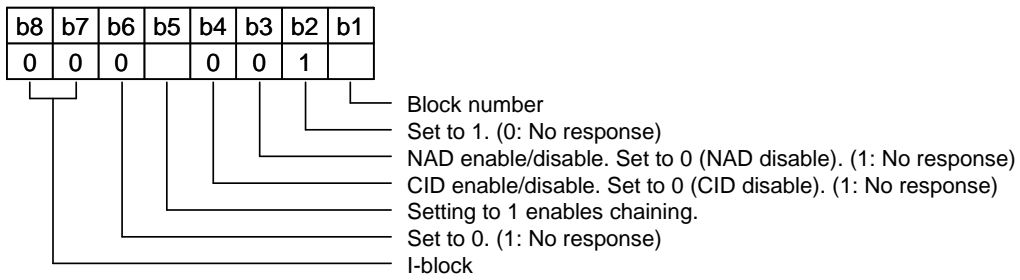 b8 b7 b6 b5 b4 b3 b2 b1
0 0 0 0 0 1
Block number
Set to 1. (0: No response)
NAD enable/disable. Set to 0 (NAD disable). (1: No response)
CID enable/disable. Set to 0 (CID disable). (1: No response)
Setting to 1 enables chaining.
Set to 0. (1: No response)
I-block